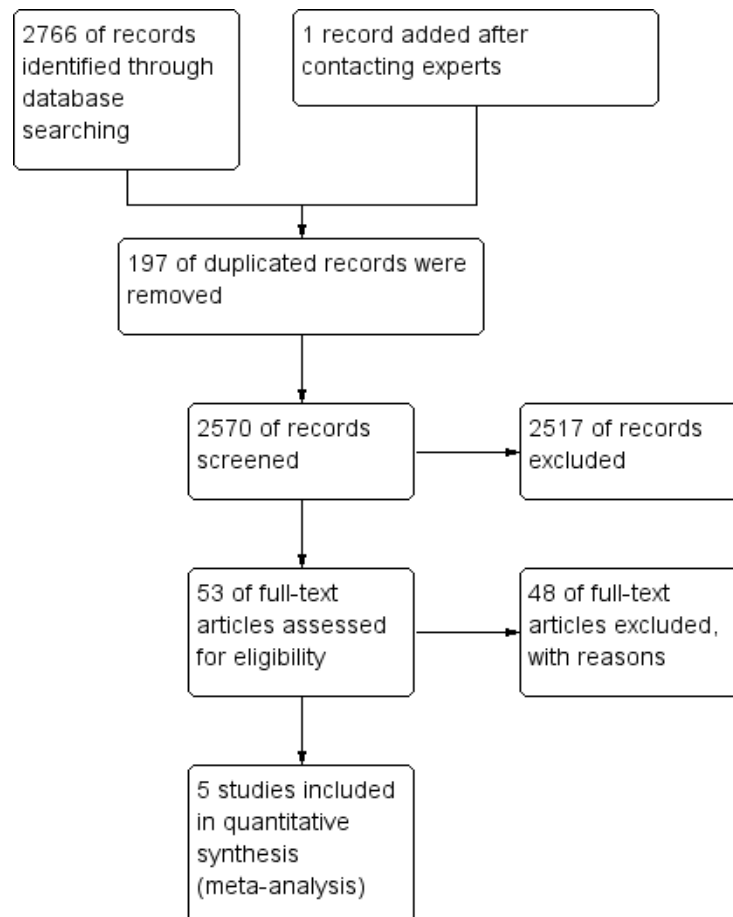 2766 of records
identified through
database
searching
1 record added after
contacting experts
197 of duplicated records were
removed
2570 of records
screened
2517 of records
excluded
53 of full-text
articles assessed
for eligibility
48 of full-text
articles excluded,
with reasons
5 studies included
in quantitative
synthesis
(meta-analysis)